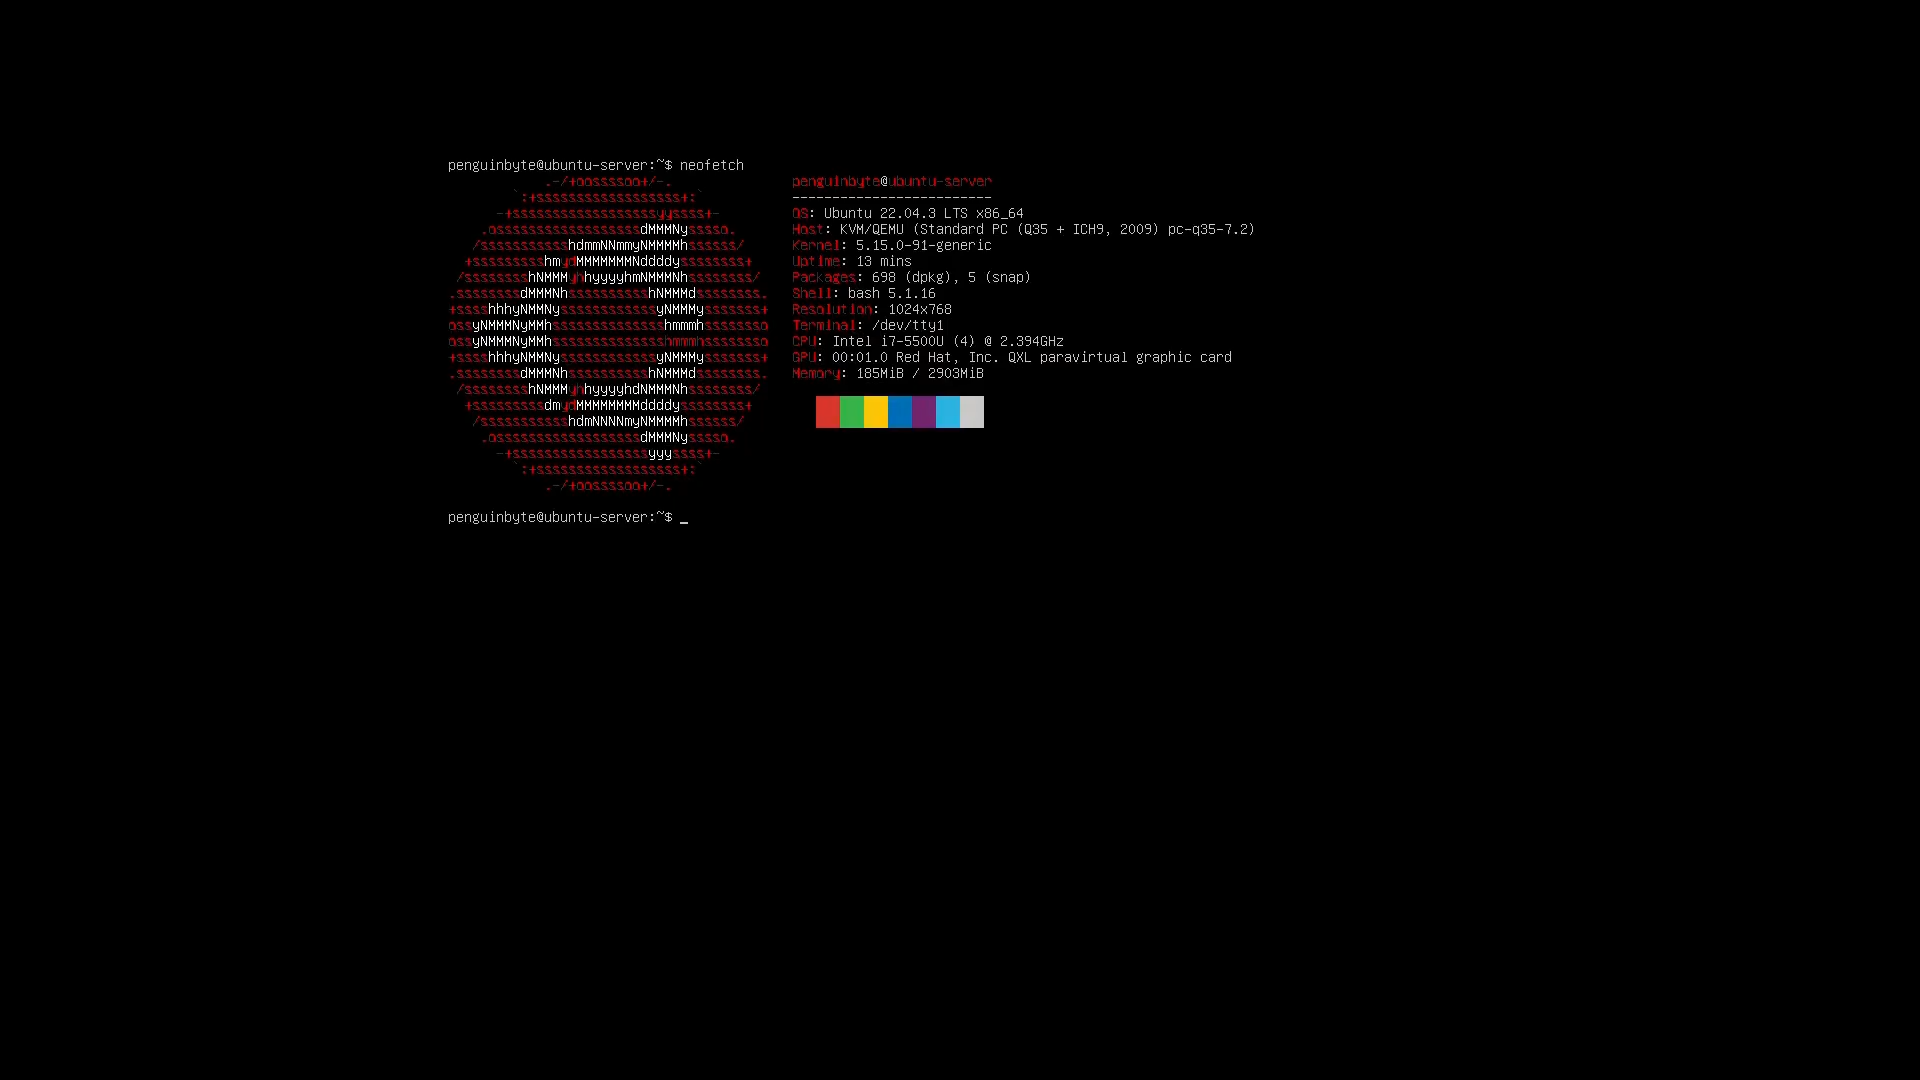 penguinbyte@ubuntu-server:~$ neofetch
.-/+oossssoo+/-. penguinbyte@ubuntu-server
`:+ssssssssssssssssss+:` -------------------------
-+ssssssssssssssssssyyssss+- OS: Ubuntu 22.04.3 LTS x86_64
.ossssssssssssssssssdMMMNysssso. Host: KVM/QEMU (Standard PC (Q35 + ICH9, 2009) pc-q35-7.2)
/ssssssssssshdmmNNmmyNMMMMhssssss/ Kernel: 5.15.0-91-generic
+ssssssssshmydMMMMMMMNddddyssssssss+ Uptime: 13 mins
/sssssssshNMMMyhhyyyyhmNMMMNhssssssss/ Packages: 698 (dpkg), 5 (snap)
.ssssssssdMMMNhsssssssssshNMMMdssssssss. Shell: bash 5.1.16
+sssshhhyNMMNyssssssssssssyNMMMysssssss+ Resolution: 1024x768
ossyNMMMNyMMhsssssssssssssshmmmhssssssso Terminal: /dev/tty1
ossyNMMMNyMMhsssssssssssssshmmmhssssssso CPU: Intel i7-5500U (4) @ 2.394GHz
+sssshhhyNMMNyssssssssssssyNMMMysssssss+ GPU: 00:01.0 Red Hat, Inc. QXL paravirtual graphic card
.ssssssssdMMMNhsssssssssshNMMMdssssssss. Memory: 185MiB / 2903MiB
/sssssssshNMMMyhhyyyyhdNMMMNhssssssss/
+sssssssssdmydMMMMMMMMddddyssssssss+
/ssssssssssshdmNNNNmyNMMMMhssssss/
.ossssssssssssssssssdMMMNysssso.
-+sssssssssssssssssyyyssss+-
`:+ssssssssssssssssss+:`
.-/+oossssoo+/-.
penguinbyte@ubuntu-server:~$ _